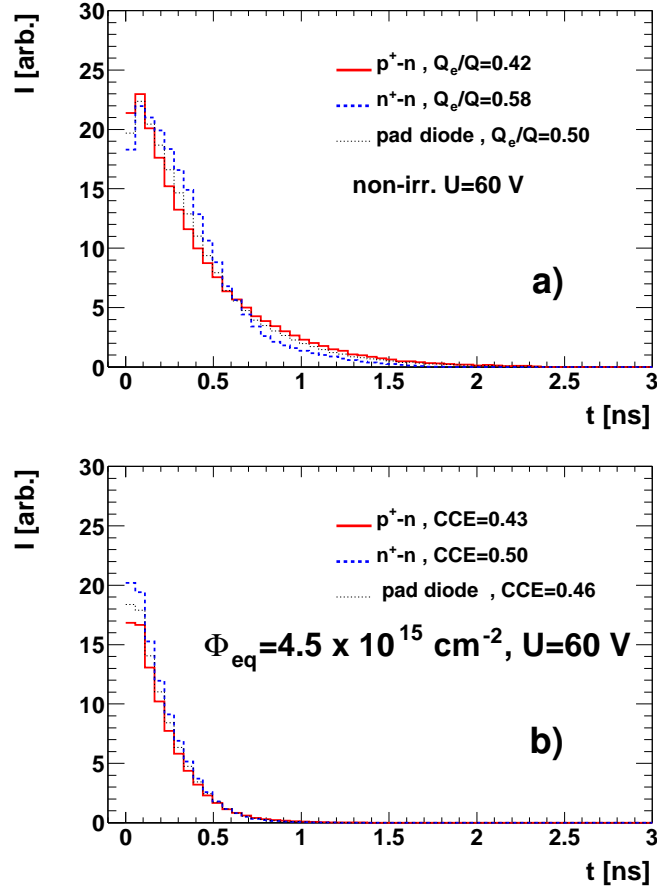 I [arb.]
30
25
20
15
10
5
0
p⁺-n , Qₑ/Q=0.42
n⁺-n , Qₑ/Q=0.58
pad diode , Qₑ/Q=0.50
non-irr. U=60 V
a)
0 0.5 1 1.5 2 2.5 3
t [ns]
I [arb.]
30
25
20
15
10
5
0
p⁺-n , CCE=0.43
n⁺-n , CCE=0.50
pad diode , CCE=0.46
Φ_eq=4.5 x 10¹⁵ cm⁻², U=60 V
b)
0 0.5 1 1.5 2 2.5 3
t [ns]